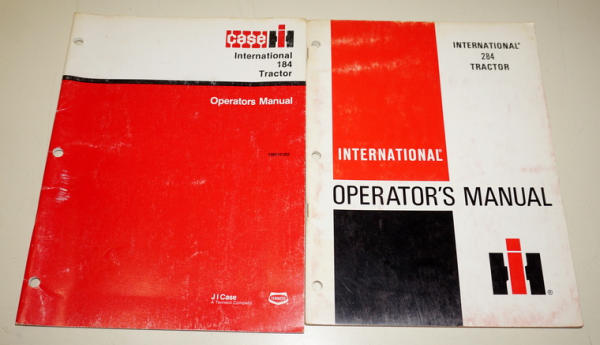 CASE IH
International
184
Tractor
Operators Manual
J I Case
A Tenneco Company
TENNECO
INTERNATIONAL®
284
TRACTOR
INTERNATIONAL®
OPERATOR'S MANUAL
IH®